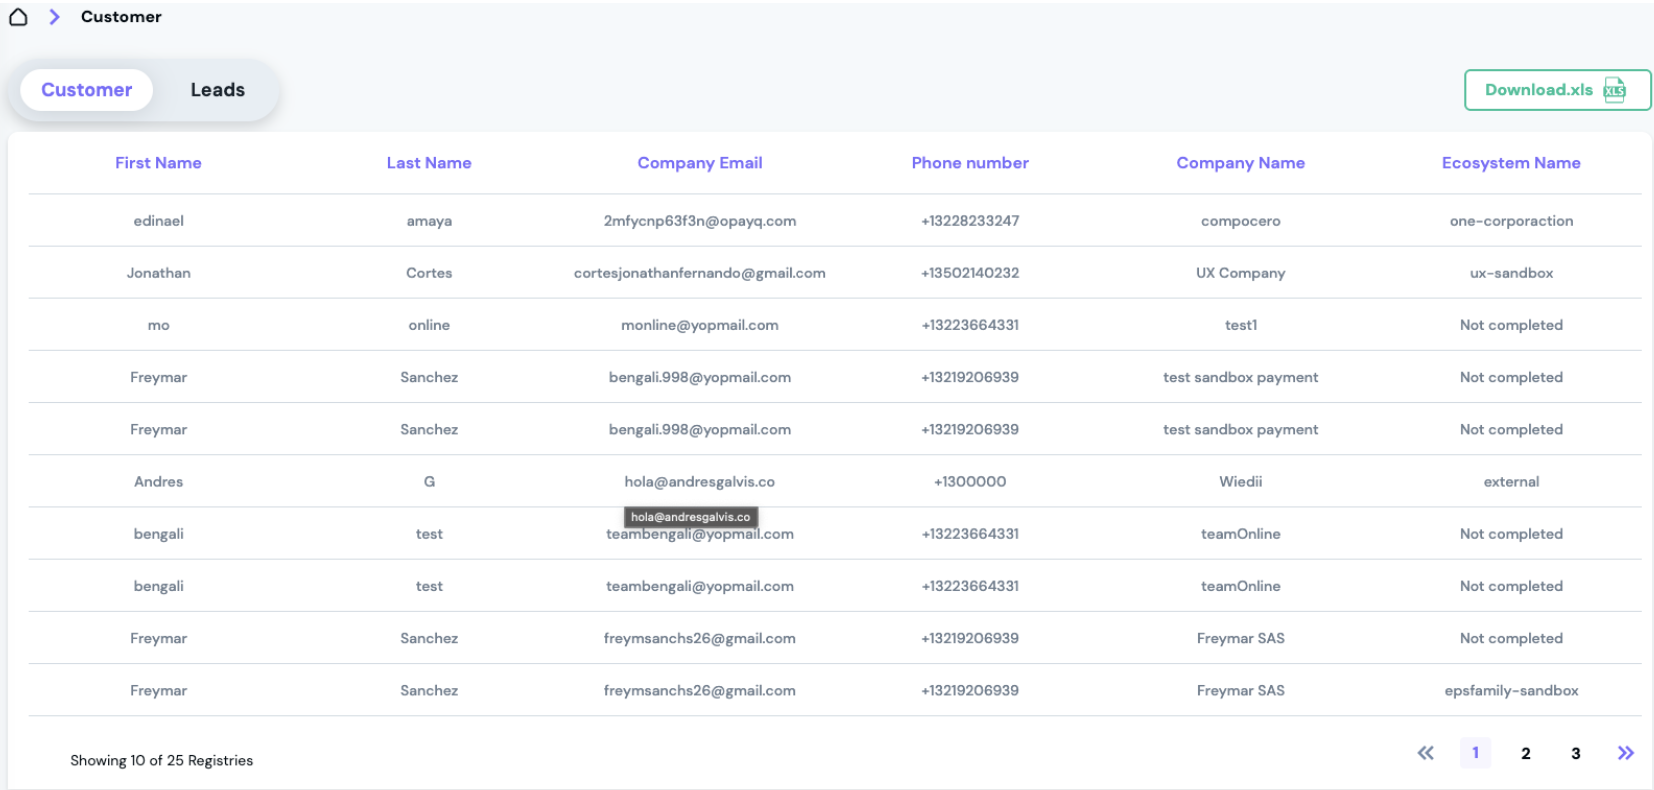 Customer
Customer Leads
Download.xls XLS
First Name Last Name Company Email Phone number Company Name Ecosystem Name
edinael amaya 2mfycnp63f3n@opayq.com +13228233247 compocero one-corporaction
Jonathan Cortes cortesjonathanfernando@gmail.com +13502140232 UX Company ux-sandbox
mo online monline@yopmail.com +13223664331 test1 Not completed
Freymar Sanchez bengali.998@yopmail.com +13219206939 test sandbox payment Not completed
Freymar Sanchez bengali.998@yopmail.com +13219206939 test sandbox payment Not completed
Andres G hola@andresgalvis.co +1300000 Wiedii external
hola@andresgalvis.co
bengali test teambengali@yopmail.com +13223664331 teamOnline Not completed
bengali test teambengali@yopmail.com +13223664331 teamOnline Not completed
Freymar Sanchez freymsanchs26@gmail.com +13219206939 Freymar SAS Not completed
Freymar Sanchez freymsanchs26@gmail.com +13219206939 Freymar SAS epsfamily-sandbox
Showing 10 of 25 Registries
1 2 3